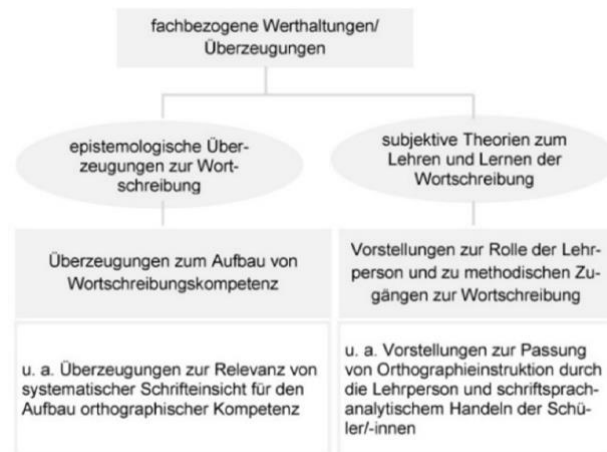 fachbezogene Werthaltungen/
Überzeugungen
epistemologische Über-
zeugungen zur Wort-
schreibung
subjektive Theorien zum
Lehren und Lernen der
Wortschreibung
Überzeugungen zum Aufbau von
Wortschreibungskompetenz
Vorstellungen zur Rolle der Lehr-
person und zu methodischen Zu-
gängen zur Wortschreibung
u. a. Überzeugungen zur Relevanz von
systematischer Schrifteinsicht für den
Aufbau orthographischer Kompetenz
u. a. Vorstellungen zur Passung
von Orthographieinstruktion durch
die Lehrperson und schriftsprach-
analytischem Handeln der Schü-
ler/-innen